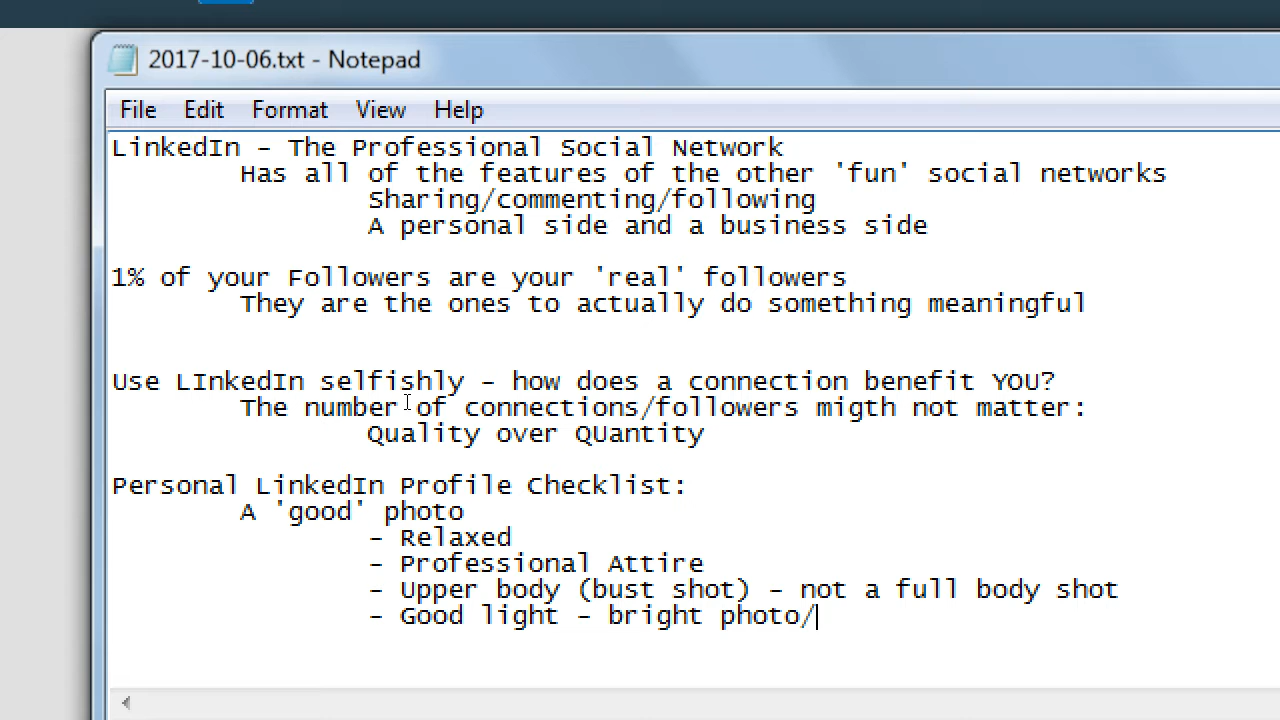 2017-10-06.txt - Notepad
File Edit Format View Help
LinkedIn - The Professional Social Network
Has all of the features of the other 'fun' social networks
Sharing/commenting/following
A personal side and a business side
1% of your Followers are your 'real' followers
They are the ones to actually do something meaningful
Use LInkedIn selfishly - how does a connection benefit YOU?
The number of connections/followers migth not matter:
Quality over QUantity
Personal LinkedIn Profile Checklist:
A 'good' photo
- Relaxed
- Professional Attire
- Upper body (bust shot) - not a full body shot
- Good light - bright photo/